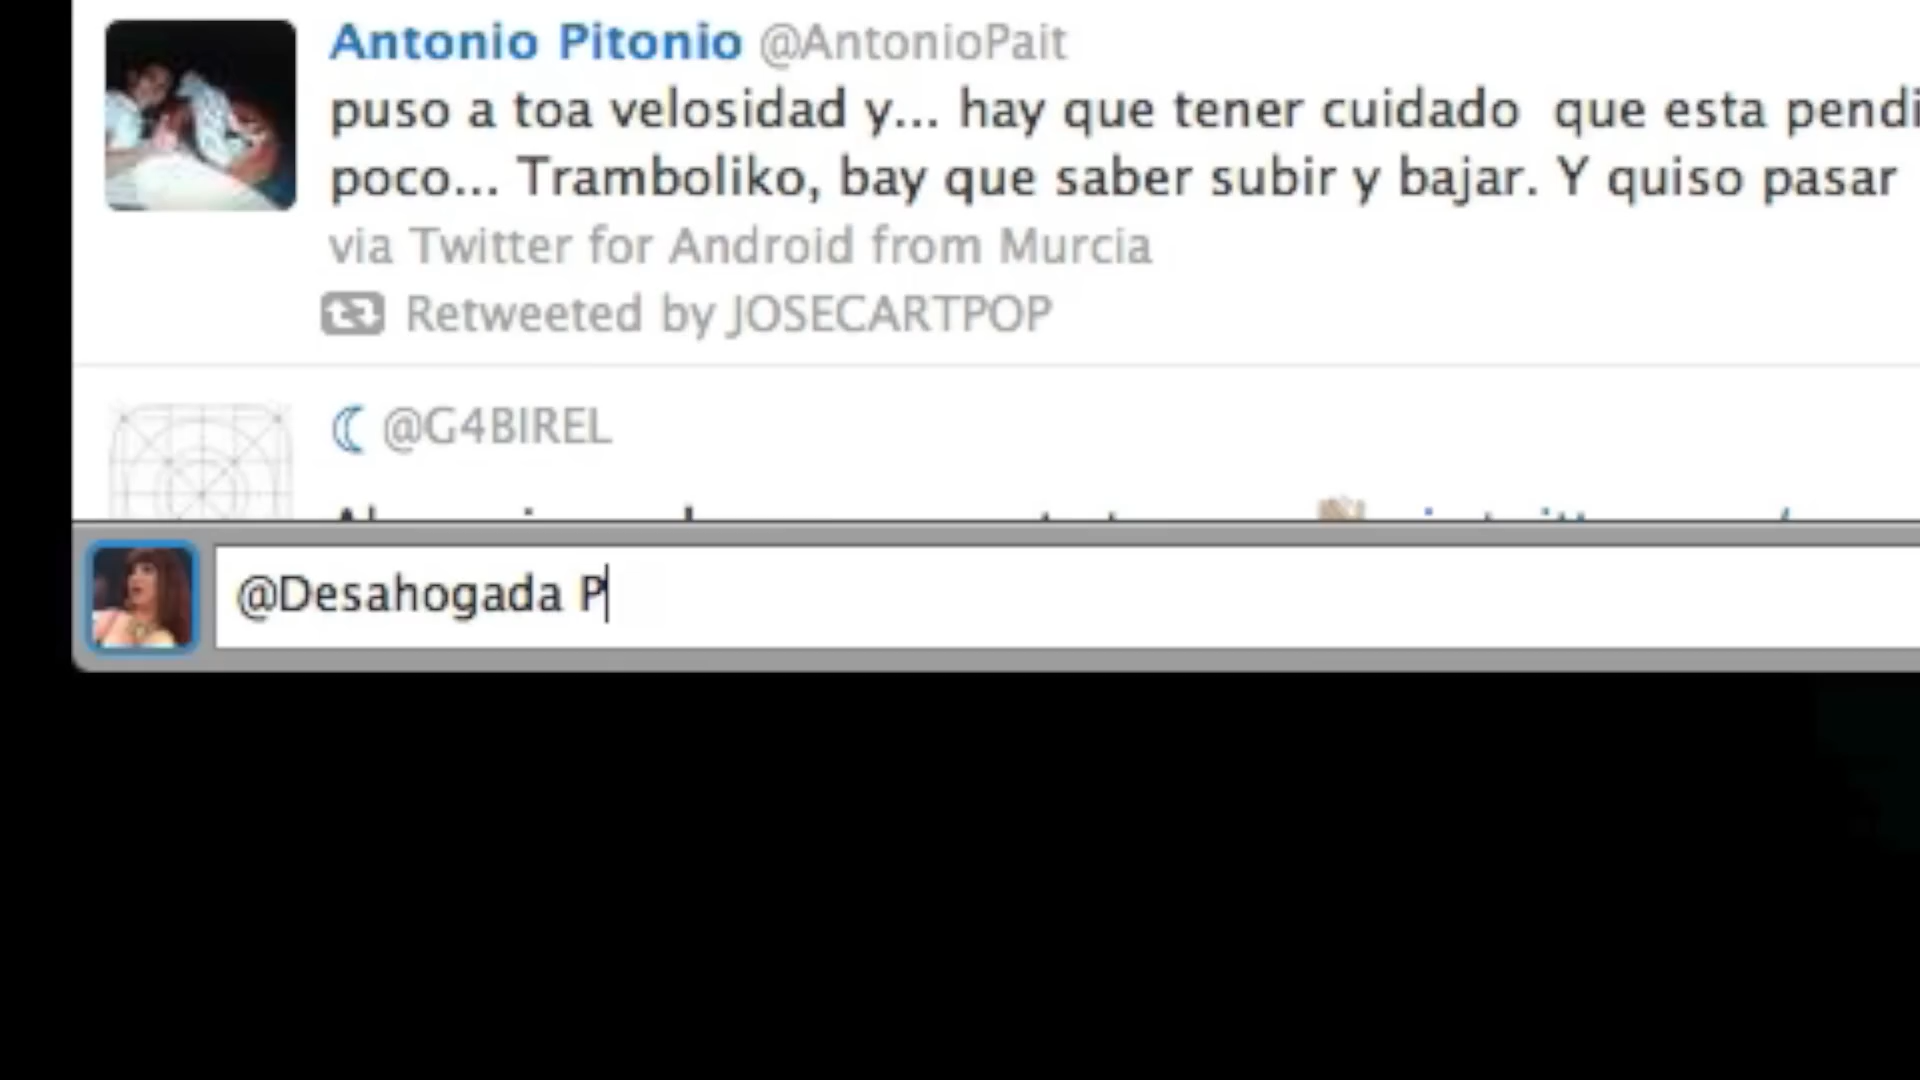 Antonio Pitonio @AntonioPait
puso a toa velosidad y... hay que tener cuidado que esta
poco... Tramboliko, bay que saber subir y bajar. Y quiso pasar
via Twitter for Android from Murcia
Retweeted by JOSECARTPOP
@G4BIREL
@Desahogada P